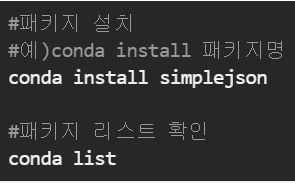 #패키지 설치
#예)conda install 패키지명
conda install simplejson
#패키지 리스트 확인
conda list